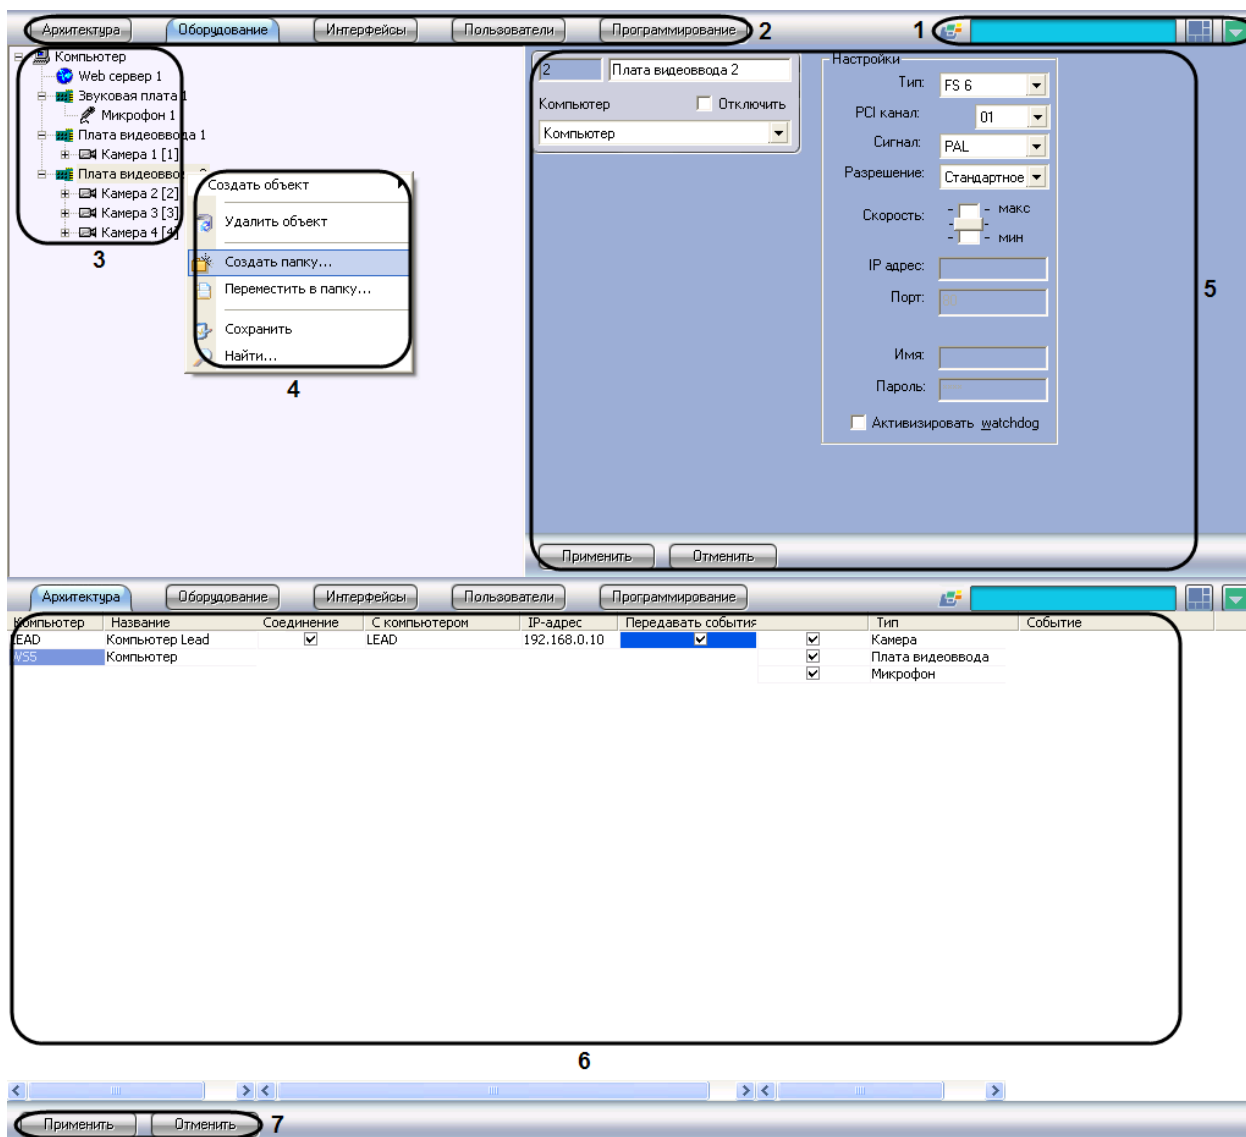 Архитектура Оборудование Интерфейсы Пользователи Программирование 2 1
Компьютер
Web сервер 1
Звуковая плата 1
Микрофон 1
Плата видеоввода 1
Камера 1 [1]
Плата видеоввод
Камера 2 [2]
Камера 3 [3]
Камера 4 [4]
3
Создать объект
Удалить объект
Создать папку...
Переместить в папку...
Сохранить
Найти...
4
2 Плата видеоввода 2
Компьютер Отключить
Компьютер
Настройки
Тип: FS 6
PCI канал: 01
Сигнал: PAL
Разрешение: Стандартное
Скорость: - - макс
- -
- - мин
IP адрес:
Порт:
Имя:
Пароль:
Активизировать watchdog
5
Применить Отменить
Архитектура Оборудование Интерфейсы Пользователи Программирование
Компьютер Название Соединение С компьютером IP-адрес Передавать события Тип Событие
LEAD Компьютер Lead LEAD 192.168.0.10 Камера
WS5 Компьютер Плата видеоввода
Микрофон
6
Применить Отменить 7